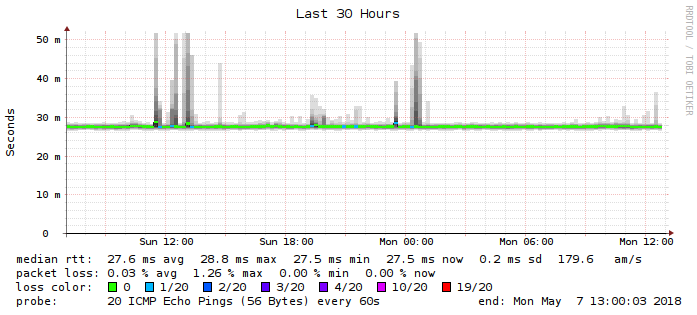 Last 30 Hours
RRDTOOL / TOBI OETIKER
Seconds
50 m
40 m
30 m
20 m
10 m
0
Sun 12:00 Sun 18:00 Mon 00:00 Mon 06:00 Mon 12:00
median rtt: 27.6 ms avg 28.8 ms max 27.5 ms min 27.5 ms now 0.2 ms sd 179.6 am/s
packet loss: 0.03 % avg 1.26 % max 0.00 % min 0.00 % now
loss color: 0 1/20 2/20 3/20 4/20 10/20 19/20
probe: 20 ICMP Echo Pings (56 Bytes) every 60s end: Mon May 7 13:00:03 2018